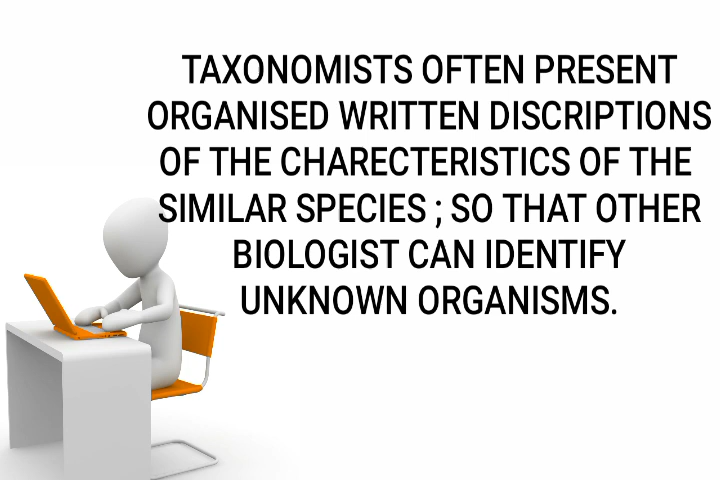 TAXONOMISTS OFTEN PRESENT
ORGANISED WRITTEN DISCRIPTIONS
OF THE CHARECTERISTICS OF THE
SIMILAR SPECIES ; SO THAT OTHER
BIOLOGIST CAN IDENTIFY
UNKNOWN ORGANISMS.